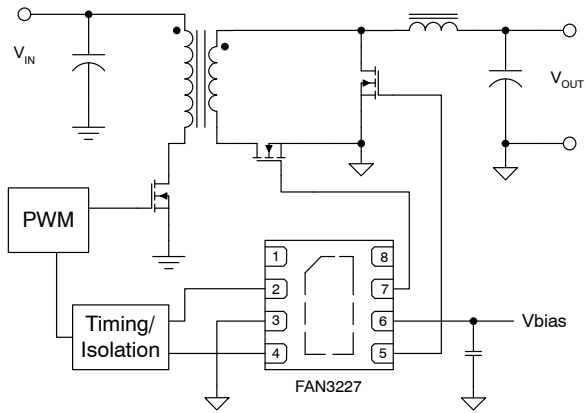 V_IN
V_OUT
PWM
1
8
2
7
Timing/
Isolation
3
6
Vbias
4
5
FAN3227